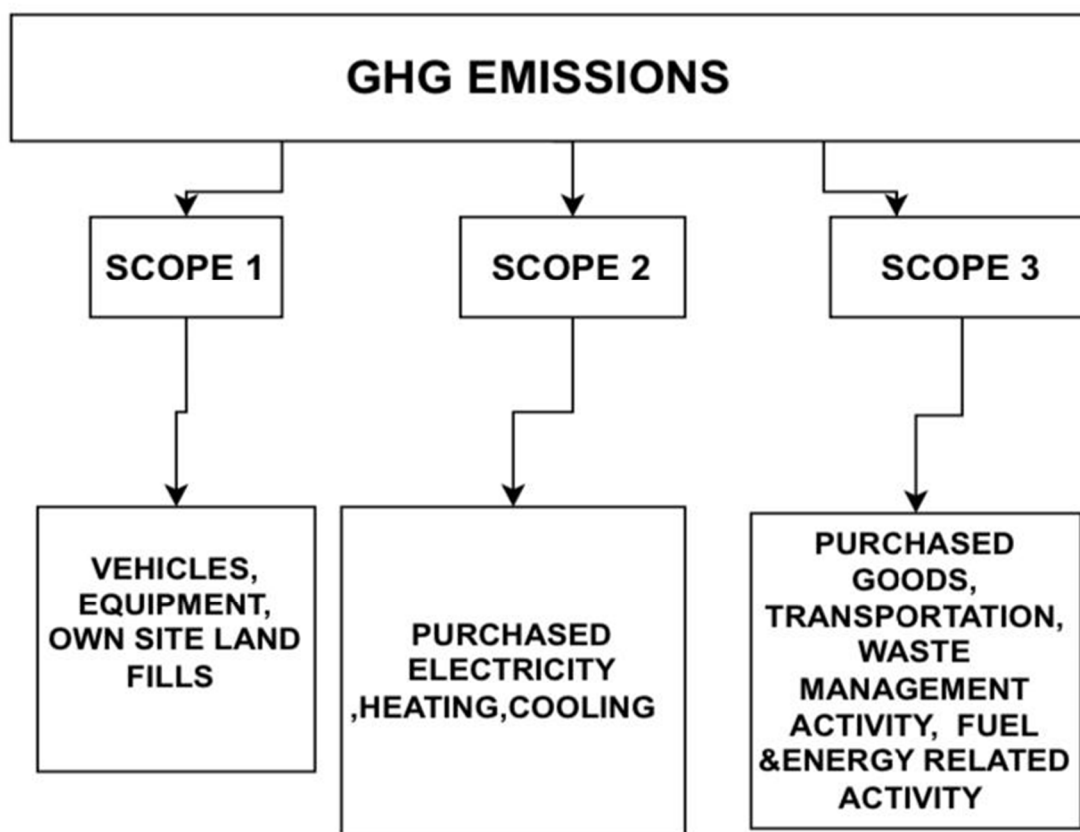 GHG EMISSIONS
SCOPE 1
SCOPE 2
SCOPE 3
VEHICLES,
EQUIPMENT,
OWN SITE LAND
FILLS
PURCHASED
ELECTRICITY
,HEATING,COOLING
PURCHASED
GOODS,
TRANSPORTATION,
WASTE
MANAGEMENT
ACTIVITY, FUEL
&ENERGY RELATED
ACTIVITY